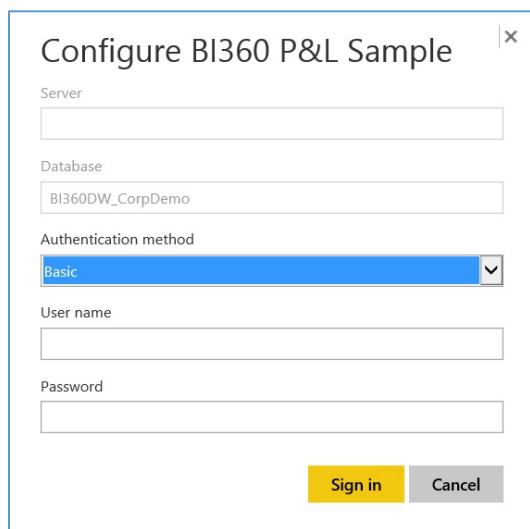 Configure BI360 P&L Sample
Server
Database
BI360DW_CorpDemo
Authentication method
Basic
User name
Password
Sign in
Cancel